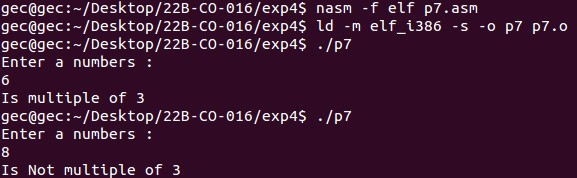 gec@gec:~/Desktop/22B-CO-016/exp4$ nasm -f elf p7.asm
gec@gec:~/Desktop/22B-CO-016/exp4$ ld -m elf_i386 -s -o p7 p7.o
gec@gec:~/Desktop/22B-CO-016/exp4$ ./p7
Enter a numbers :
6
Is multiple of 3
gec@gec:~/Desktop/22B-CO-016/exp4$ ./p7
Enter a numbers :
8
Is Not multiple of 3